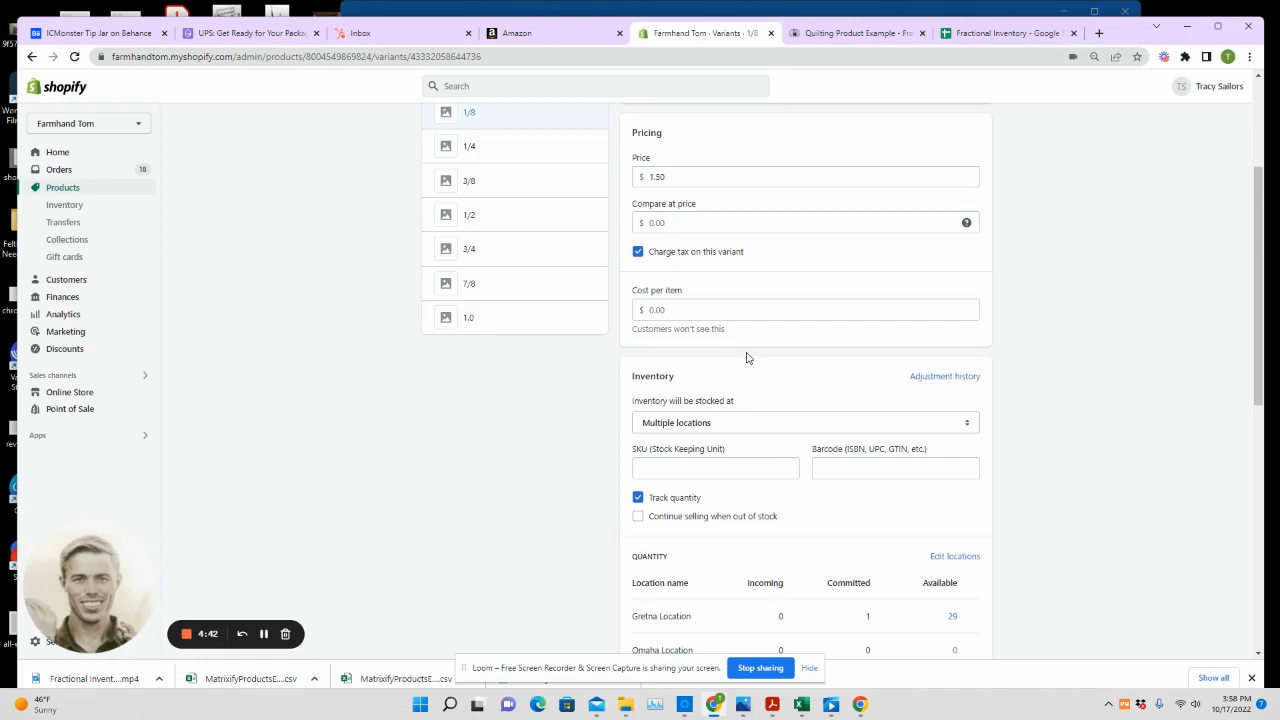 ICMonster Tip Jar on Behance
UPS: Get Ready for Your Packag
Inbox
Amazon
Farmhand Tom · Variants · 1/8
Quilting Product Example - Fra
Fractional Inventory - Google
farmhandtom.myshopify.com/admin/products/8004549869824/variants/43332058644736
shopify
Search
TS
Tracy Sailors
Farmhand Tom
Home
Orders
18
Products
Inventory
Transfers
Collections
Gift cards
Customers
Finances
Analytics
Marketing
Discounts
Sales channels
Online Store
Point of Sale
Apps
1/8
1/4
3/8
1/2
3/4
7/8
1.0
Pricing
Price
$ 1.50
Compare at price
$ 0.00
Charge tax on this variant
Cost per item
$ 0.00
Customers won't see this
Inventory
Adjustment history
Inventory will be stocked at
Multiple locations
SKU (Stock Keeping Unit)
Barcode (ISBN, UPC, GTIN, etc.)
Track quantity
Continue selling when out of stock
QUANTITY
Edit locations
Location name Incoming Committed Available
Gretna Location 0 1 29
Omaha Location 0 0 0
4:42
Loom – Free Screen Recorder & Screen Capture is sharing your screen.
Stop sharing
Hide
Fractional Invent....mp4
MatrixifyProductsE....csv
MatrixifyProductsE....csv
Show all
46°F
Sunny
3:58 PM
10/17/2022